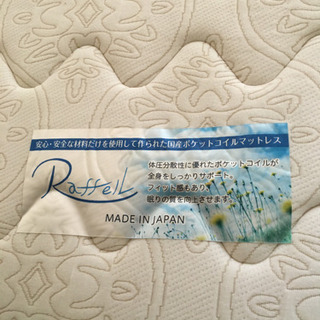 安心・安全な材料だけを使用して作られた国産ポケットコイルマットレス
Raffell
体圧分散性に優れたポケットコイルが
全身をしっかりサポート。
フィット感もあり、
眠りの質を向上させます。
MADE IN JAPAN